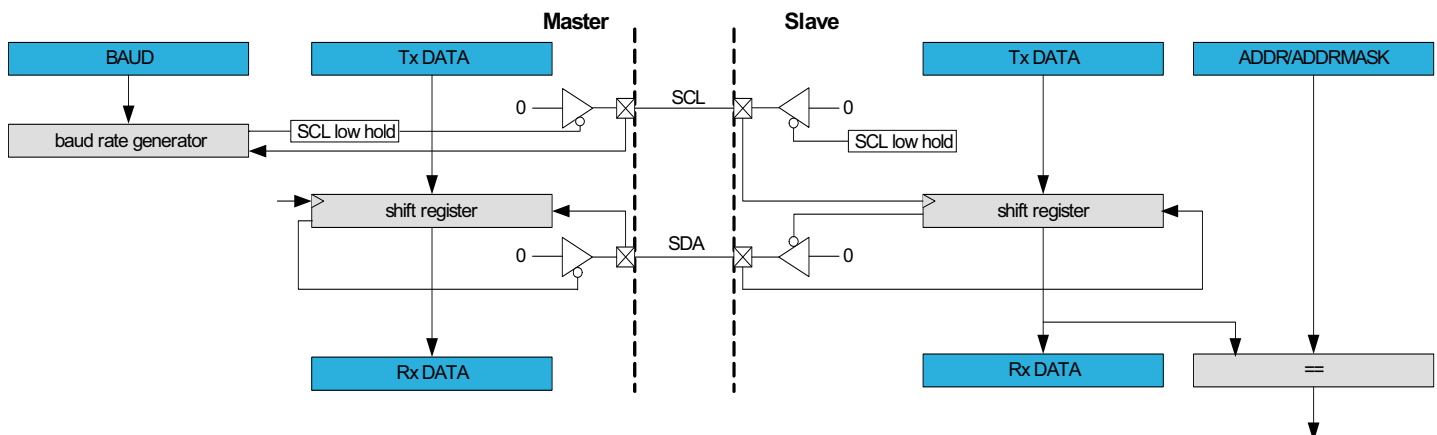 Master Slave
BAUD Tx DATA Tx DATA ADDR/ADDRMASK
0 SCL 0
baud rate generator SCL low hold SCL low hold
shift register shift register
0 SDA 0
Rx DATA Rx DATA ==